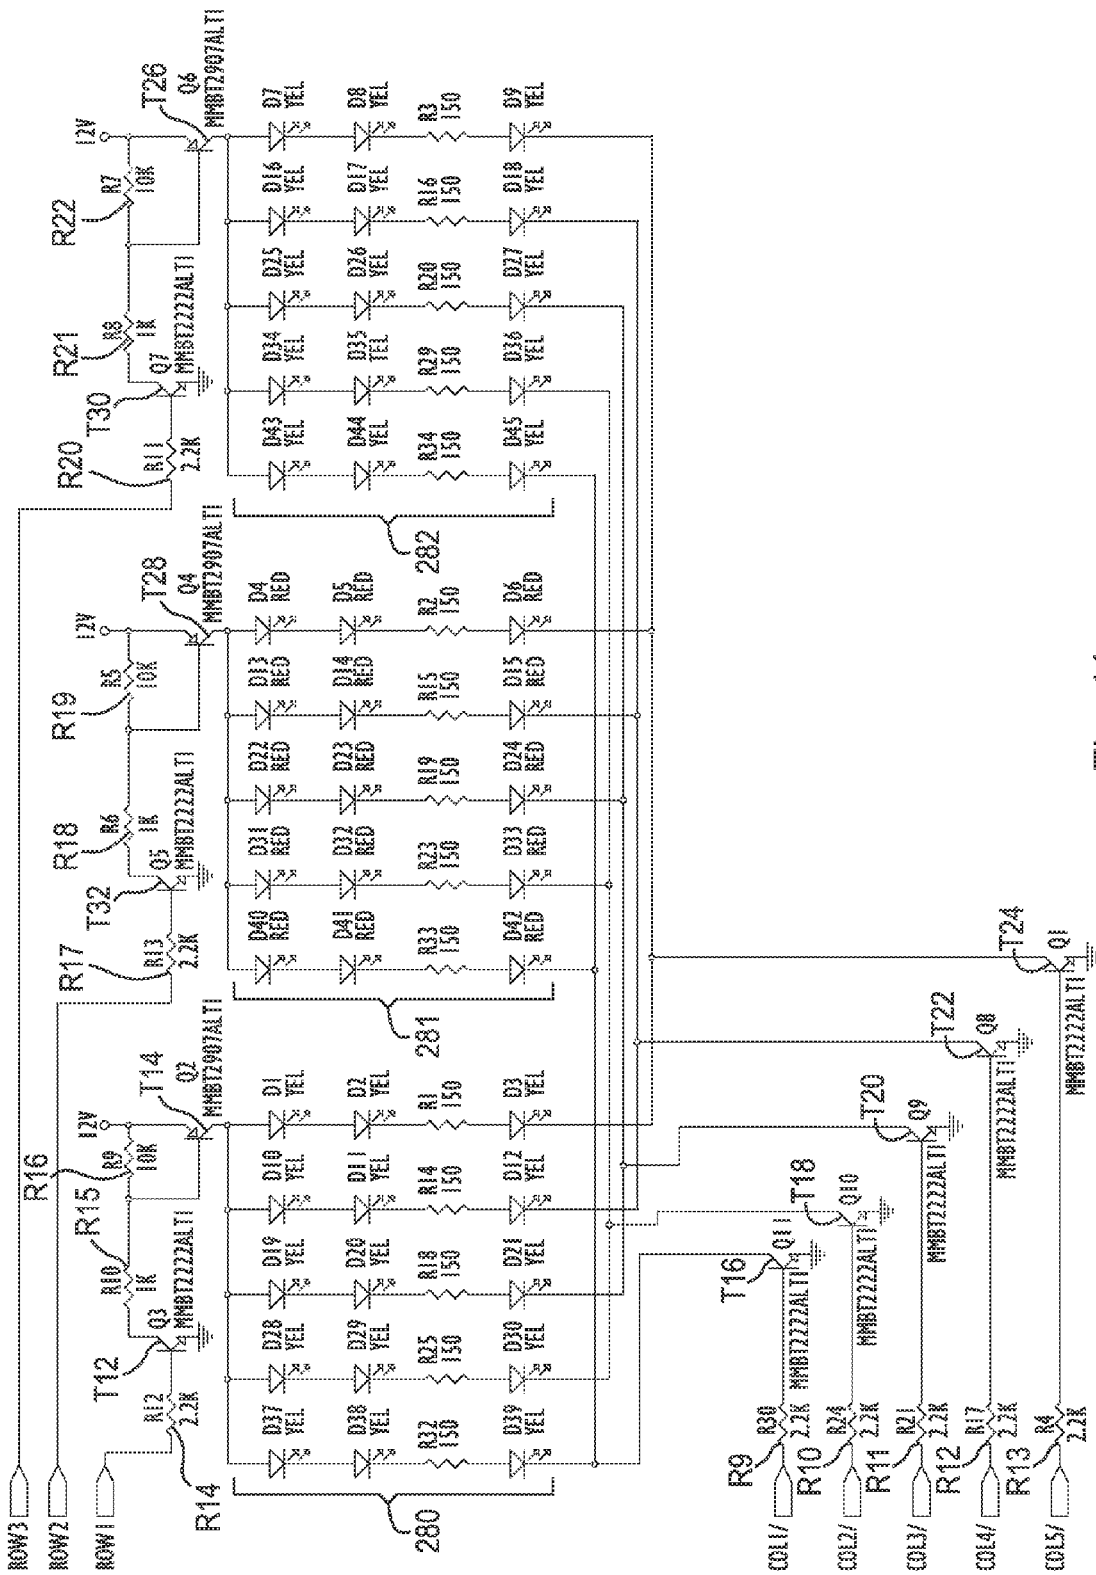 ROW3
ROW2
ROW1
R14
R12
2.2K
T12
Q3
MMBT2222ALT1
R10
1K
R15
R16
R9
10K
12V
T14
Q2
MMBT2907ALT1
D37
YEL
D38
YEL
R32
150
D39
YEL
D28
YEL
D29
YEL
R25
150
D30
YEL
D19
YEL
D20
YEL
R18
150
D21
YEL
D10
YEL
D11
YEL
R14
150
D12
YEL
D1
YEL
D2
YEL
R1
150
D3
YEL
280
R17
R13
2.2K
T32
Q5
MMBT2222ALT1
R18
R6
1K
R19
R5
10K
12V
T28
Q4
MMBT2907ALT1
D40
RED
D41
RED
R33
150
D42
RED
D31
RED
D32
RED
R23
150
D33
RED
D22
RED
D23
RED
R19
150
D24
RED
D13
RED
D14
RED
R15
150
D15
RED
D4
RED
D5
RED
R2
150
D6
RED
281
R20
R11
2.2K
T30
Q7
MMBT2222ALT1
R21
R8
1K
R22
R7
10K
12V
T26
Q6
MMBT2907ALT1
D43
YEL
D44
YEL
R34
150
D45
YEL
D34
YEL
D35
YEL
R29
150
D36
YEL
D25
YEL
D26
YEL
R20
150
D27
YEL
D16
YEL
D17
YEL
R16
150
D18
YEL
D7
YEL
D8
YEL
R3
150
D9
YEL
282
COL1/
R9
R30
2.2K
MMBT2222ALT1
T16
Q11
COL2/
R10
R24
2.2K
MMBT2222ALT1
T18
Q10
COL3/
R11
R21
2.2K
MMBT2222ALT1
T20
Q9
COL4/
R12
R17
2.2K
MMBT2222ALT1
T22
Q8
COL5/
R13
R4
2.2K
MMBT2222ALT1
T24
Q1